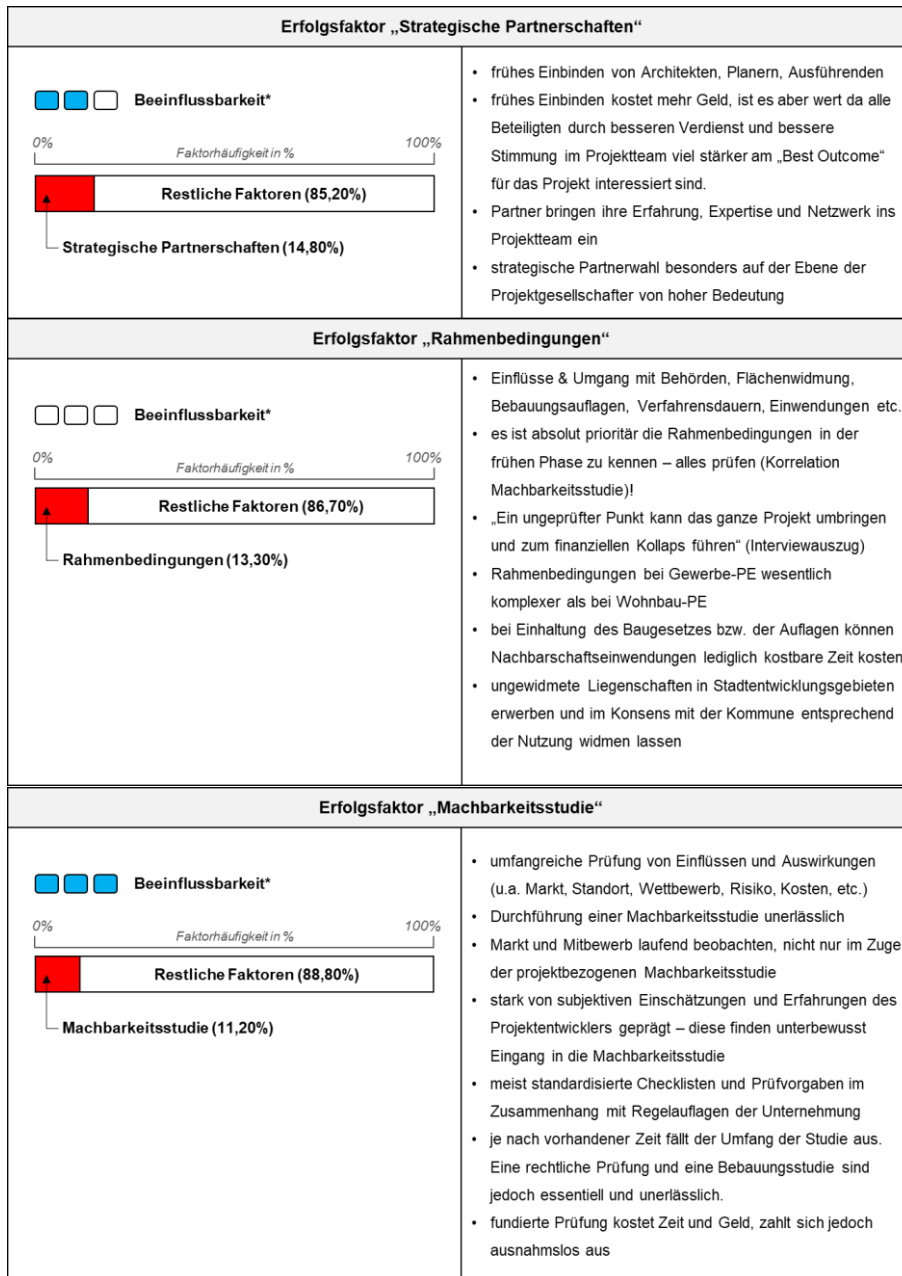 Erfolgsfaktor „Strategische Partnerschaften“
Beeinflussbarkeit*
0%
Faktorhäufigkeit in %
100%
Restliche Faktoren (85,20%)
Strategische Partnerschaften (14,80%)
• frühes Einbinden von Architekten, Planern, Ausführenden
• frühes Einbinden kostet mehr Geld, ist es aber wert da alle
Beteiligten durch besseren Verdienst und bessere
Stimmung im Projektteam viel stärker am „Best Outcome“
für das Projekt interessiert sind.
• Partner bringen ihre Erfahrung, Expertise und Netzwerk ins
Projektteam ein
• strategische Partnerwahl besonders auf der Ebene der
Projektgesellschafter von hoher Bedeutung
Erfolgsfaktor „Rahmenbedingungen“
Beeinflussbarkeit*
0%
Faktorhäufigkeit in %
100%
Restliche Faktoren (86,70%)
Rahmenbedingungen (13,30%)
• Einflüsse & Umgang mit Behörden, Flächenwidmung,
Bebauungsauflagen, Verfahrensdauern, Einwendungen etc.
• es ist absolut prioritär die Rahmenbedingungen in der
frühen Phase zu kennen – alles prüfen (Korrelation
Machbarkeitsstudie)!
• „Ein ungeprüfter Punkt kann das ganze Projekt umbringen
und zum finanziellen Kollaps führen“ (Interviewauszug)
• Rahmenbedingungen bei Gewerbe-PE wesentlich
komplexer als bei Wohnbau-PE
• bei Einhaltung des Baugesetzes bzw. der Auflagen können
Nachbarschaftseinwendungen lediglich kostbare Zeit kosten
• ungewidmete Liegenschaften in Stadtentwicklungsgebieten
erwerben und im Konsens mit der Kommune entsprechend
der Nutzung widmen lassen
Erfolgsfaktor „Machbarkeitsstudie“
Beeinflussbarkeit*
0%
Faktorhäufigkeit in %
100%
Restliche Faktoren (88,80%)
Machbarkeitsstudie (11,20%)
• umfangreiche Prüfung von Einflüssen und Auswirkungen
(u.a. Markt, Standort, Wettbewerb, Risiko, Kosten, etc.)
• Durchführung einer Machbarkeitsstudie unerlässlich
• Markt und Mitbewerb laufend beobachten, nicht nur im Zuge
der projektbezogenen Machbarkeitsstudie
• stark von subjektiven Einschätzungen und Erfahrungen des
Projektentwicklers geprägt – diese finden unterbewusst
Eingang in die Machbarkeitsstudie
• meist standardisierte Checklisten und Prüfvorgaben im
Zusammenhang mit Regelauflagen der Unternehmung
• je nach vorhandener Zeit fällt der Umfang der Studie aus.
Eine rechtliche Prüfung und eine Bebauungsstudie sind
jedoch essentiell und unerlässlich.
• fundierte Prüfung kostet Zeit und Geld, zahlt sich jedoch
ausnahmslos aus